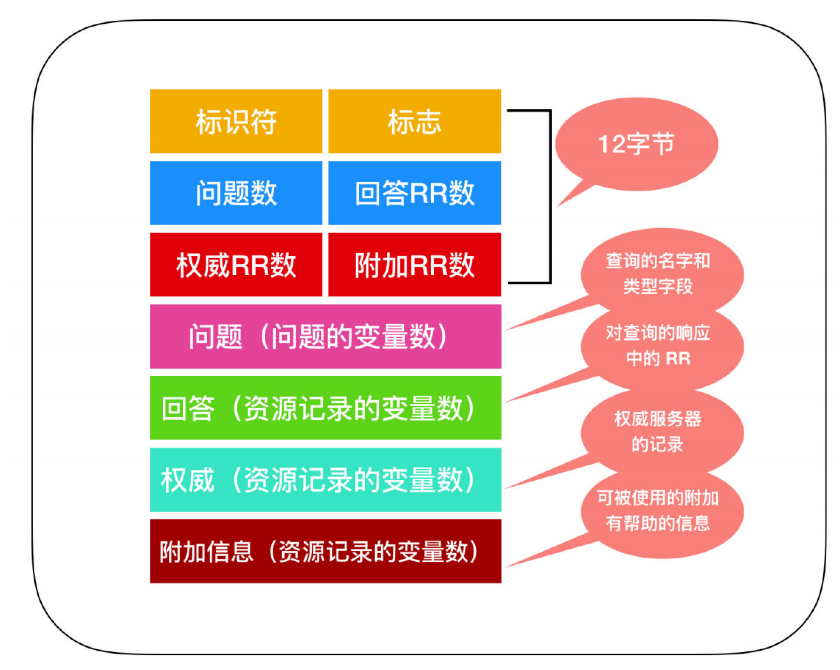 标识符
标志
12字节
问题数
回答RR数
权威RR数
附加RR数
查询的名字和
类型字段
问题（问题的变量数）
对查询的响应
中的 RR
回答（资源记录的变量数）
权威服务器
的记录
权威（资源记录的变量数）
可被使用的附加
有帮助的信息
附加信息（资源记录的变量数）